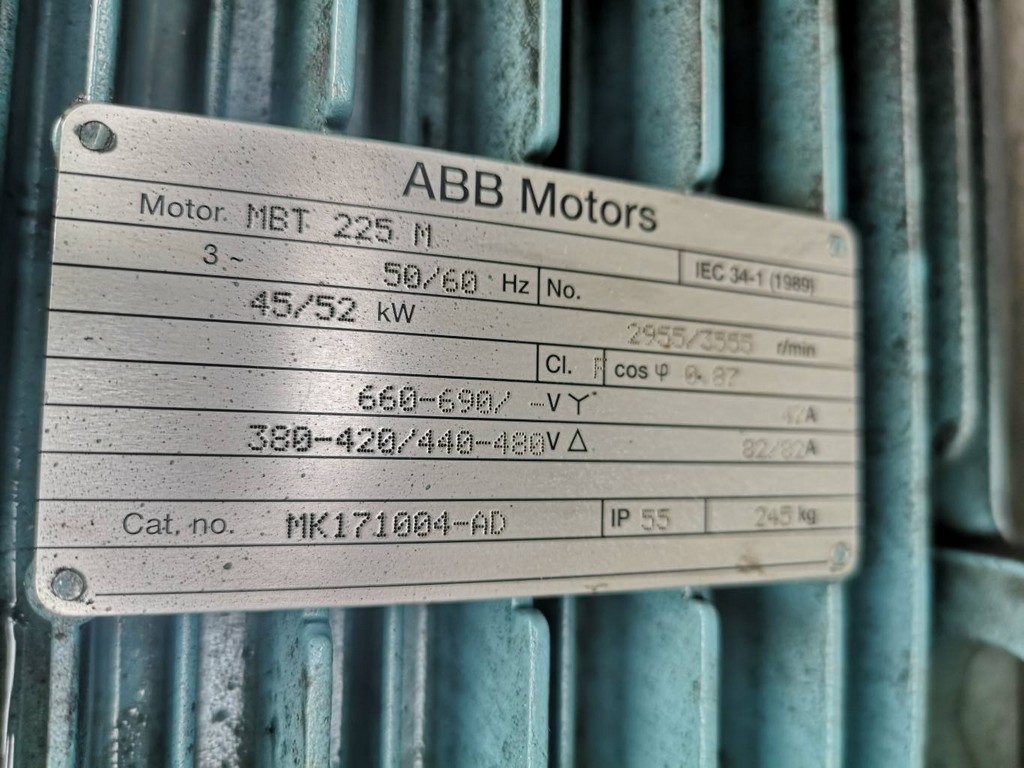 ABB Motors
Motor. MBT 225 M
IEC 34-1 (1989)
3 ~ 50/60 Hz No.
45/52 kW 2955/3555 r/min
Cl. F cos φ 0.87
660-690/ -V Y 47A
380-420/440-480V Δ 82/82A
Cat. no. MK171004-AD IP 55 245 kg